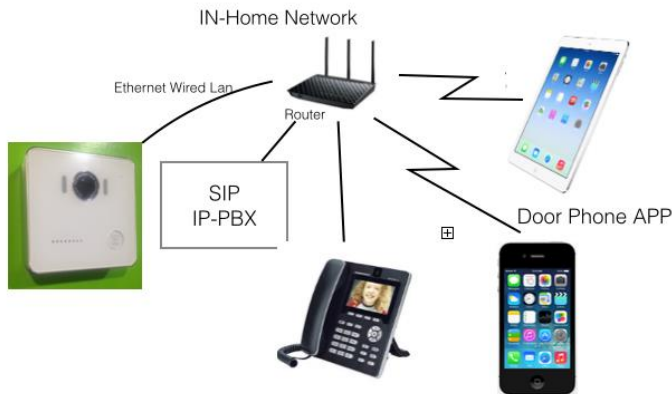 IN-Home Network
Ethernet Wired Lan
Router
SIP
IP-PBX
Door Phone APP